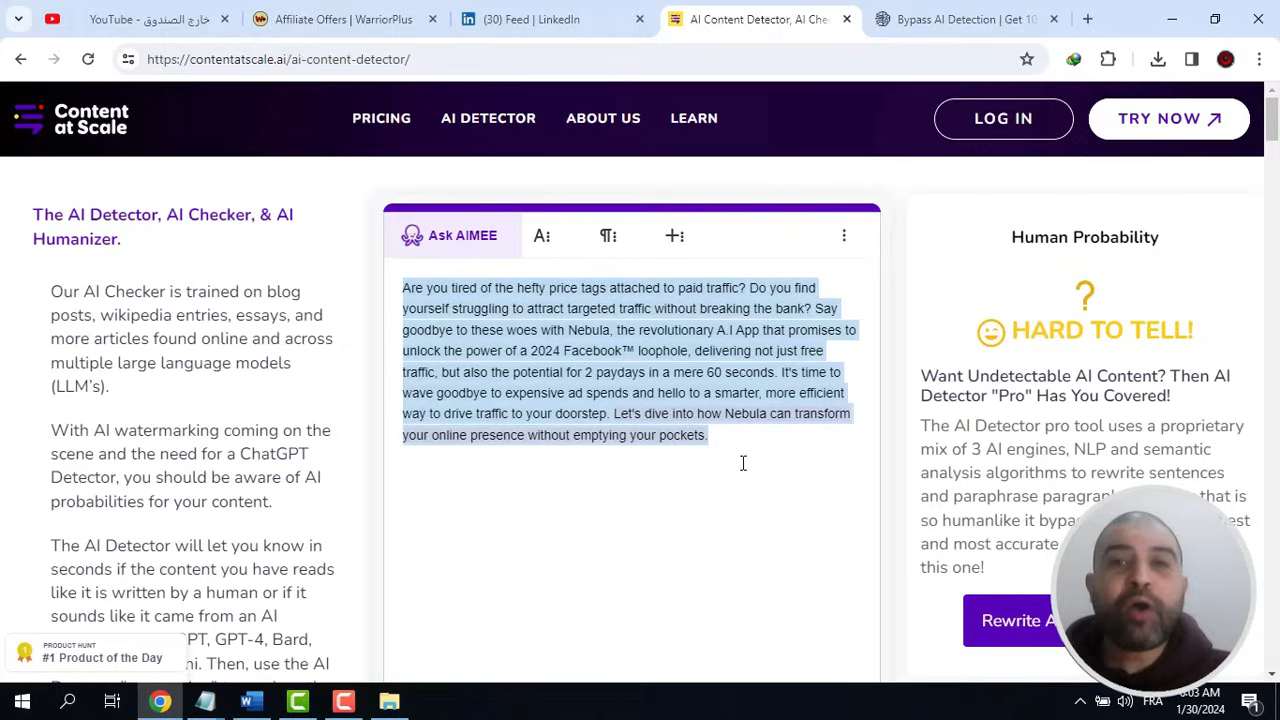 YouTube - خارج الصندوق
Affiliate Offers | WarriorPlus
(30) Feed | LinkedIn
AI Content Detector, AI Che
Bypass AI Detection | Get 10
https://contentatscale.ai/ai-content-detector/
Content at Scale
PRICING
AI DETECTOR
ABOUT US
LEARN
LOG IN
TRY NOW
The AI Detector, AI Checker, & AI
Humanizer.
Our AI Checker is trained on blog
posts, wikipedia entries, essays, and
more articles found online and across
multiple large language models
(LLM's).
With AI watermarking coming on the
scene and the need for a ChatGPT
Detector, you should be aware of AI
probabilities for your content.
The AI Detector will let you know in
seconds if the content you have reads
like it is written by a human or if it
sounds like it came from an AI
PT, GPT-4, Bard,
ni. Then, use the AI
PRODUCT HUNT
#1 Product of the Day
Ask AIMEE
Are you tired of the hefty price tags attached to paid traffic? Do you find
yourself struggling to attract targeted traffic without breaking the bank? Say
goodbye to these woes with Nebula, the revolutionary A.I App that promises to
unlock the power of a 2024 Facebook™ loophole, delivering not just free
traffic, but also the potential for 2 paydays in a mere 60 seconds. It's time to
wave goodbye to expensive ad spends and hello to a smarter, more efficient
way to drive traffic to your doorstep. Let's dive into how Nebula can transform
your online presence without emptying your pockets.
Human Probability
?
HARD TO TELL!
Want Undetectable AI Content? Then AI
Detector "Pro" Has You Covered!
The AI Detector pro tool uses a proprietary
mix of 3 AI engines, NLP and semantic
analysis algorithms to rewrite sentences
and paraphrase paragra that is
so humanlike it bypa est
and most accurate
this one!
Rewrite A
FRA
:03 AM
1/30/2024
1